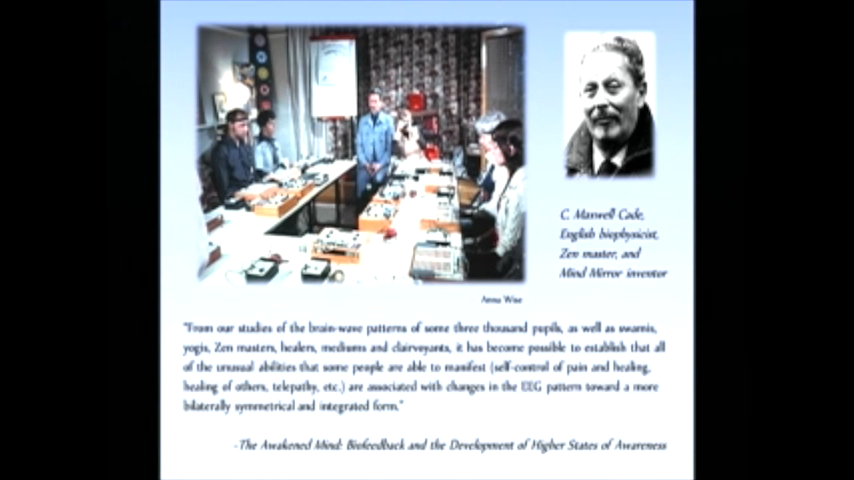 C. Maxwell Cade,
English biophysicist,
Zen master, and
Mind Mirror inventor
Anna Wise
"From our studies of the brain-wave patterns of some three thousand pupils, as well as swamis,
yogis, Zen masters, healers, mediums and clairvoyants, it has become possible to establish that all
of the unusual abilities that some people are able to manifest (self-control of pain and healing,
healing of others, telepathy, etc.) are associated with changes in the EEG pattern toward a more
bilaterally symmetrical and integrated form."
-The Awakened Mind: Biofeedback and the Development of Higher States of Awareness